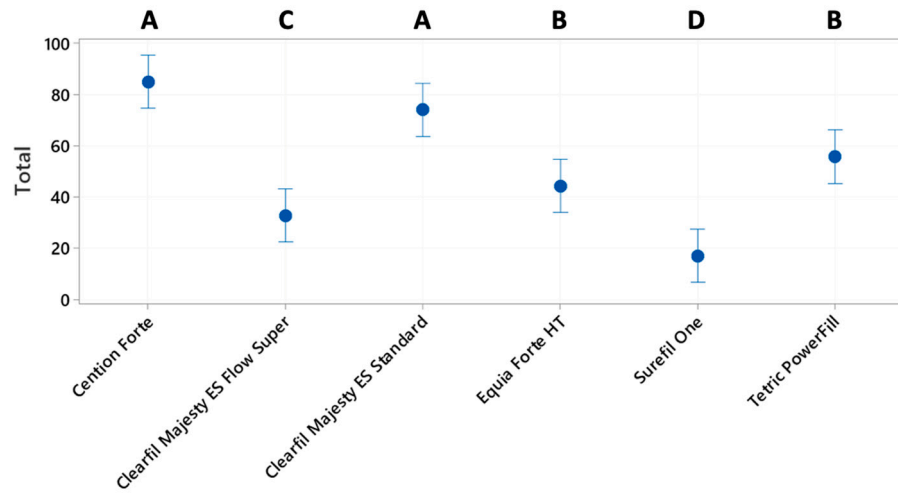 A C A B D B
100
80
60
40
20
0
Total
Cention Forte
Clearfil Majesty ES Flow Super
Clearfil Majesty ES Standard
Equia Forte HT
Surefil One
Tetric PowerFill